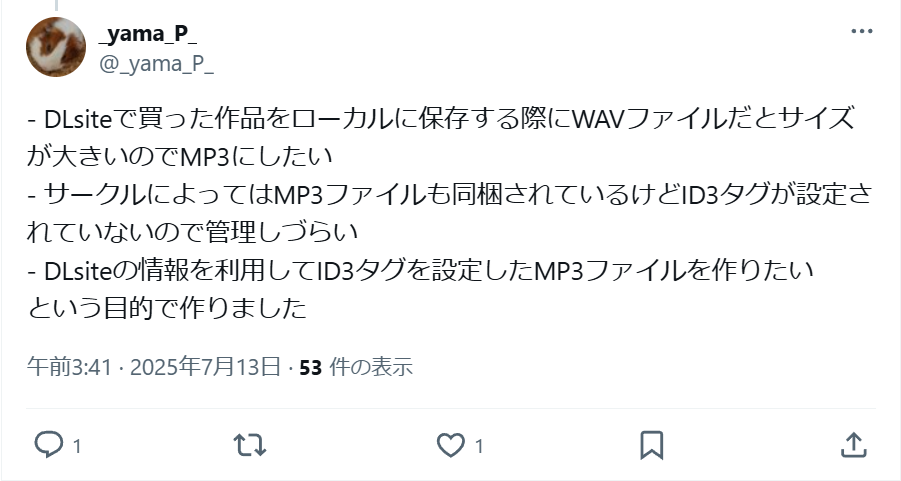 _yama_P_
@_yama_P_
- DLsiteで買った作品をローカルに保存する際にWAVファイルだとサイズ
が大きいのでMP3にしたい
- サークルによってはMP3ファイルも同梱されているけどID3タグが設定さ
れていないので管理しづらい
- DLsiteの情報を利用してID3タグを設定したMP3ファイルを作りたい
という目的で作りました
午前3:41 · 2025年7月13日 · 53 件の表示
1
1